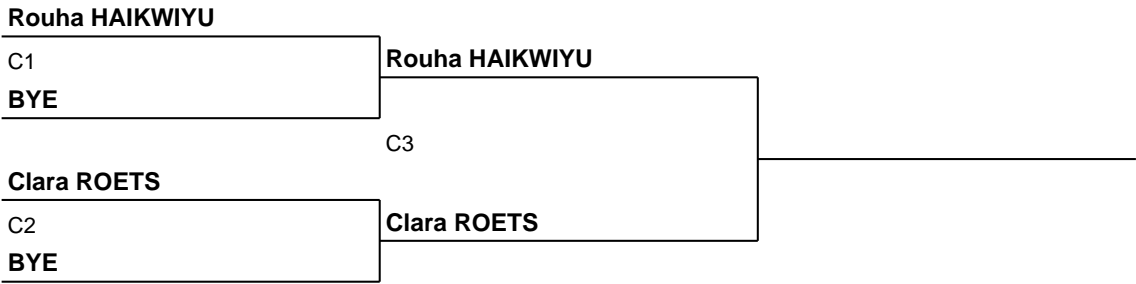 Rouha HAIKWIYU
C1
Rouha HAIKWIYU
BYE
C3
Clara ROETS
C2
Clara ROETS
BYE